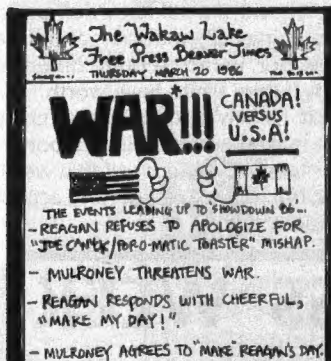 The Wakaw Lake
Free Press Beaver Times
THURSDAY, MARCH 20 1986
WAR*!!!
CANADA!
VERSUS
U.S.A!
THE EVENTS LEADING UP TO SHOWDOWN '86...
- REAGAN REFUSES TO APOLOGIZE FOR
"JOE CANUCK/POP-O-MATIC TOASTER" MISHAP.
- MULRONEY THREATENS WAR.
- REAGAN RESPONDS WITH CHEERFUL,
"MAKE MY DAY!".
- MULRONEY AGREES TO "MAKE" REAGAN'S DAY